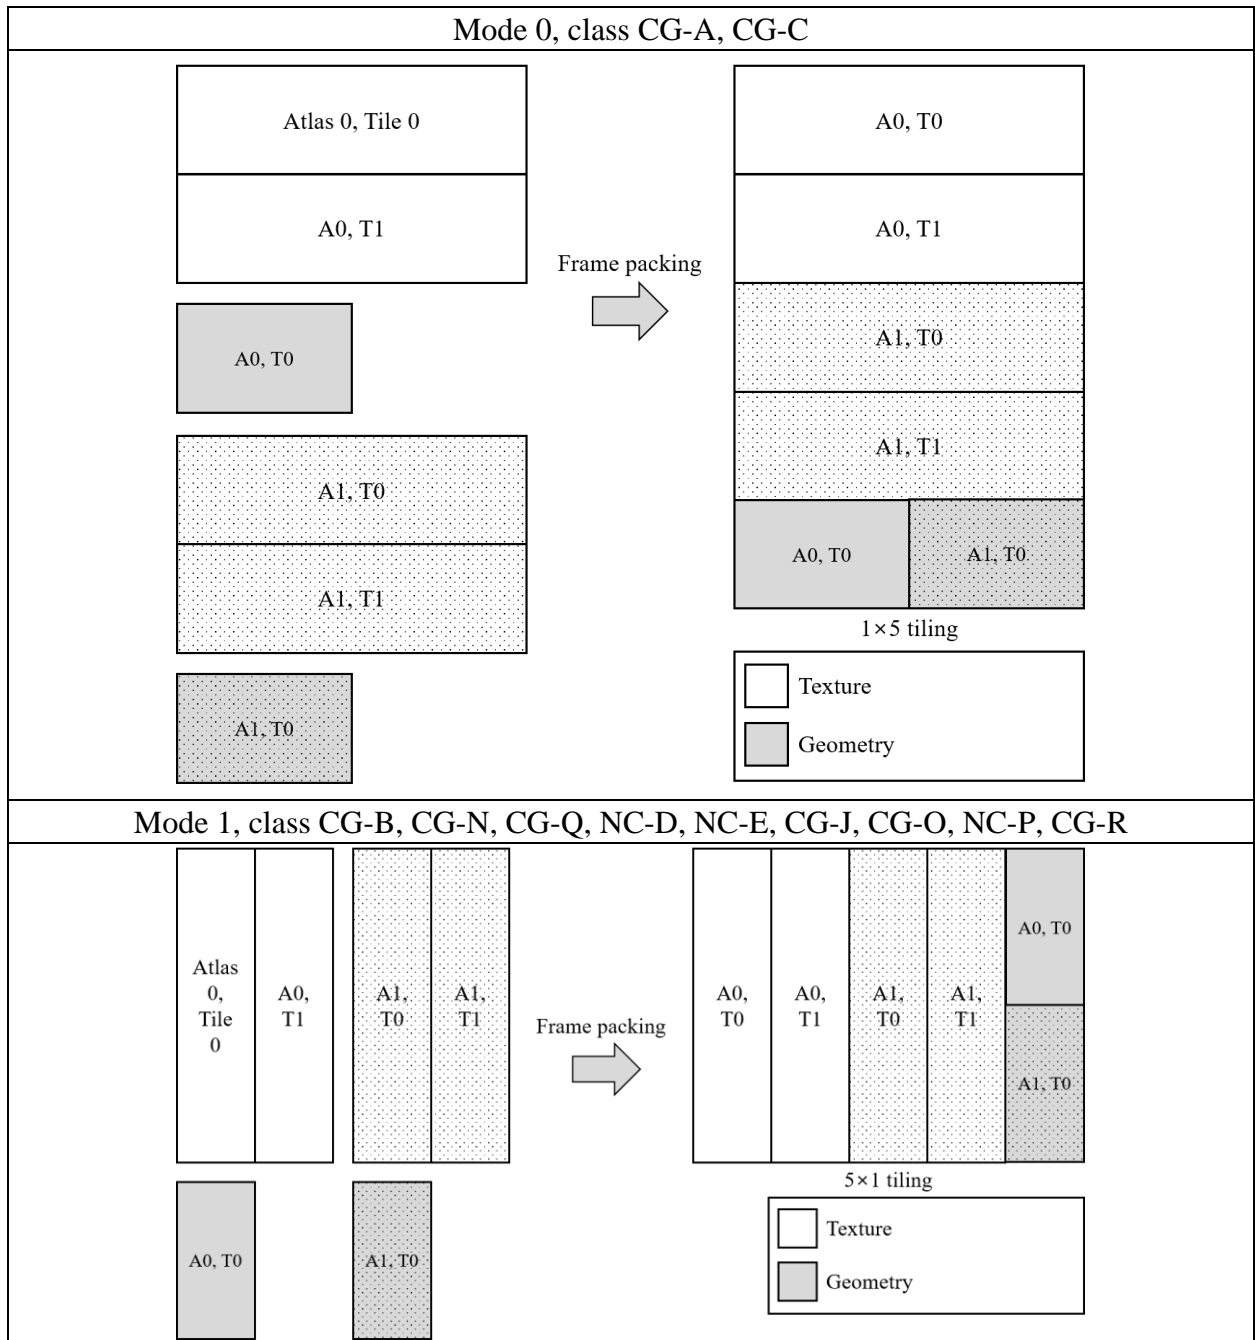 Mode 0, class CG-A, CG-C
Atlas 0, Tile 0
A0, T1
A0, T0
A1, T0
A1, T1
A1, T0
Frame packing
A0, T0
A0, T1
A1, T0
A1, T1
A0, T0
A1, T0
1×5 tiling
Texture
Geometry
Mode 1, class CG-B, CG-N, CG-Q, NC-D, NC-E, CG-J, CG-O, NC-P, CG-R
Atlas
0,
Tile
0
A0,
T1
A1,
T0
A1,
T1
A0, T0
A1, T0
Frame packing
A0,
T0
A0,
T1
A1,
T0
A1,
T1
A0, T0
A1, T0
5×1 tiling
Texture
Geometry